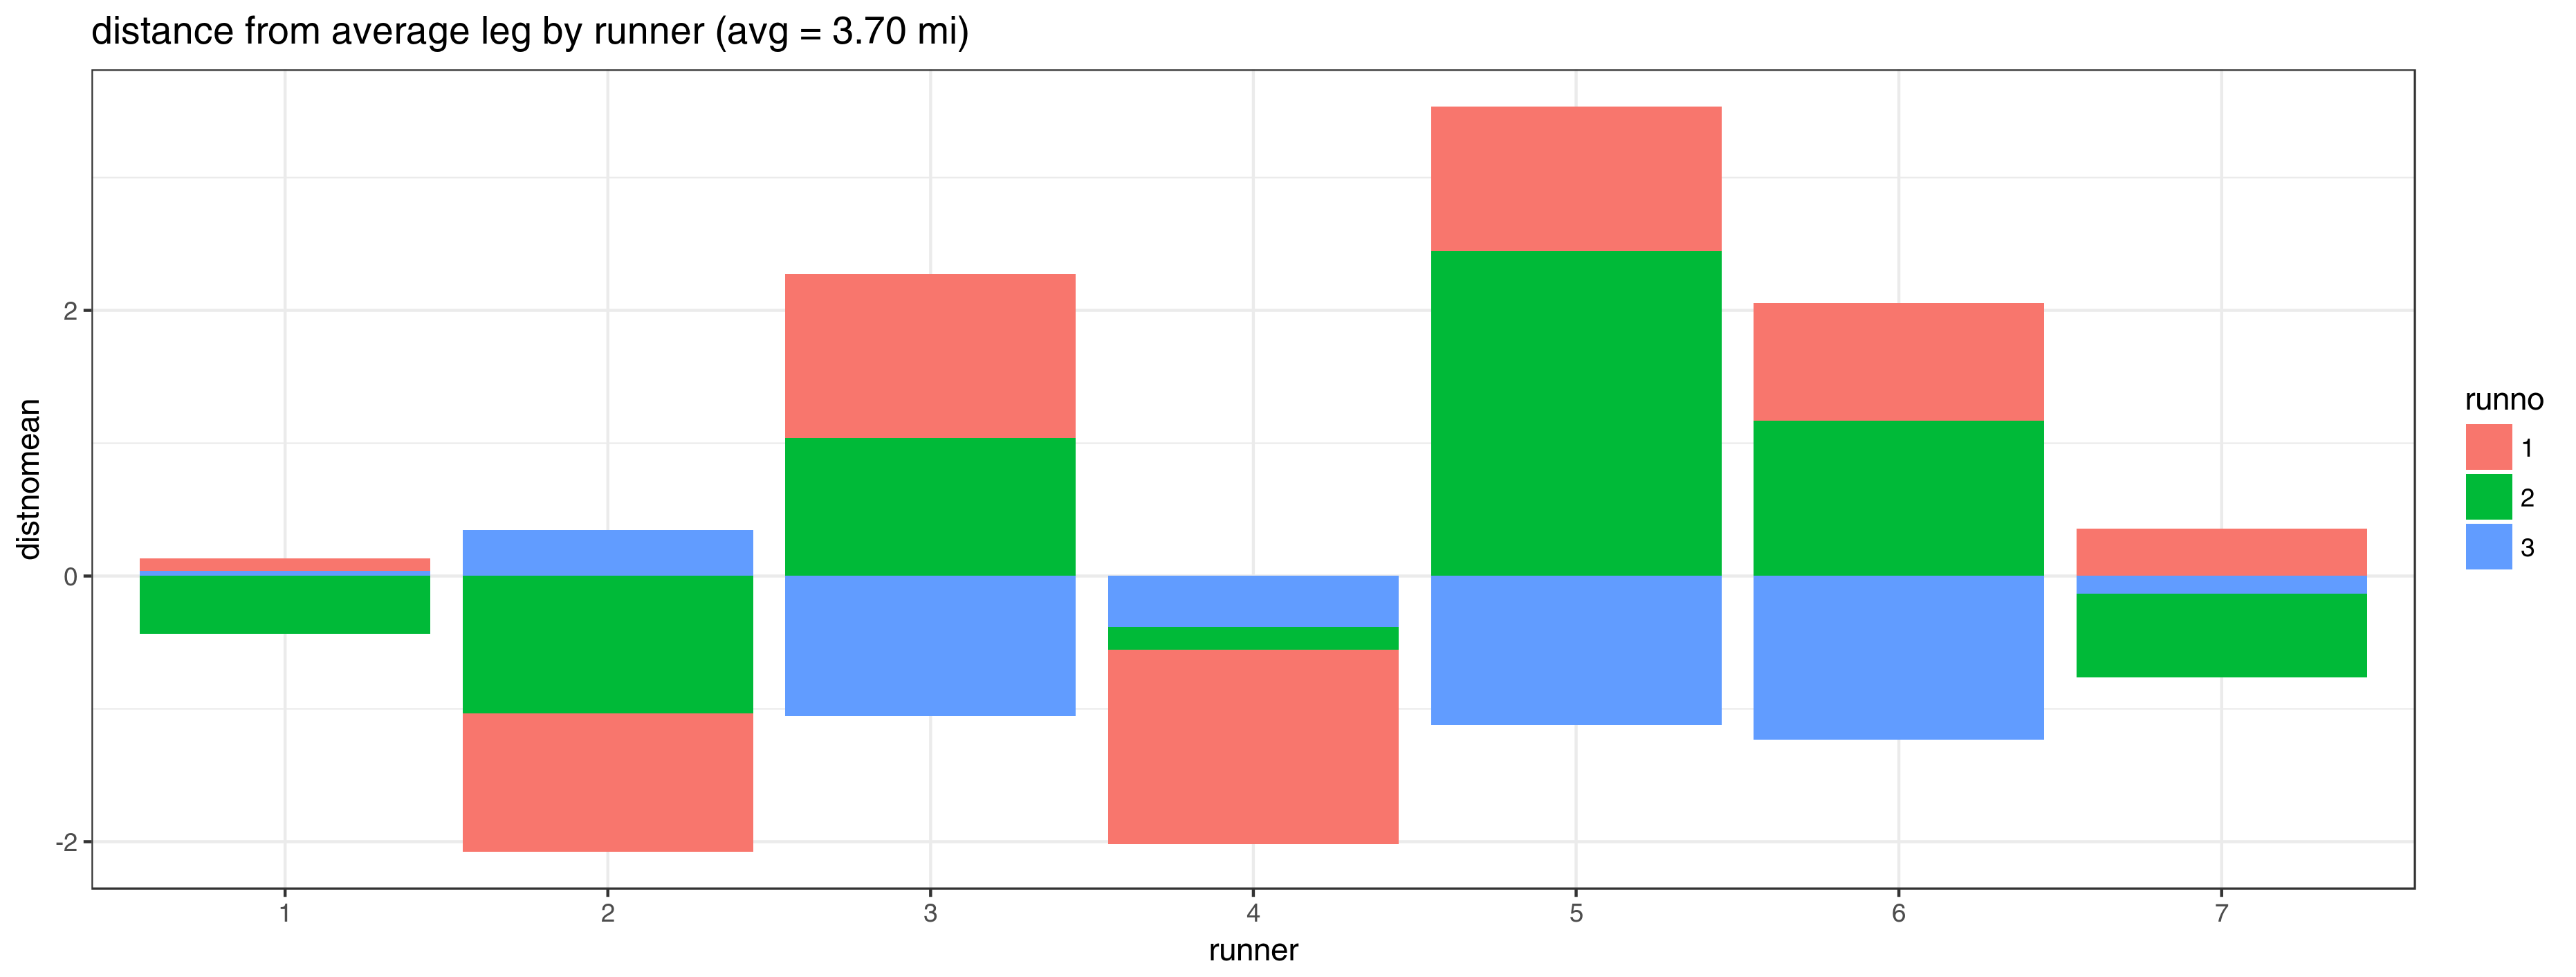 distance from average leg by runner (avg = 3.70 mi)
distnomean
2
0
-2
1 2 3 4 5 6 7
runner
runno
1
2
3